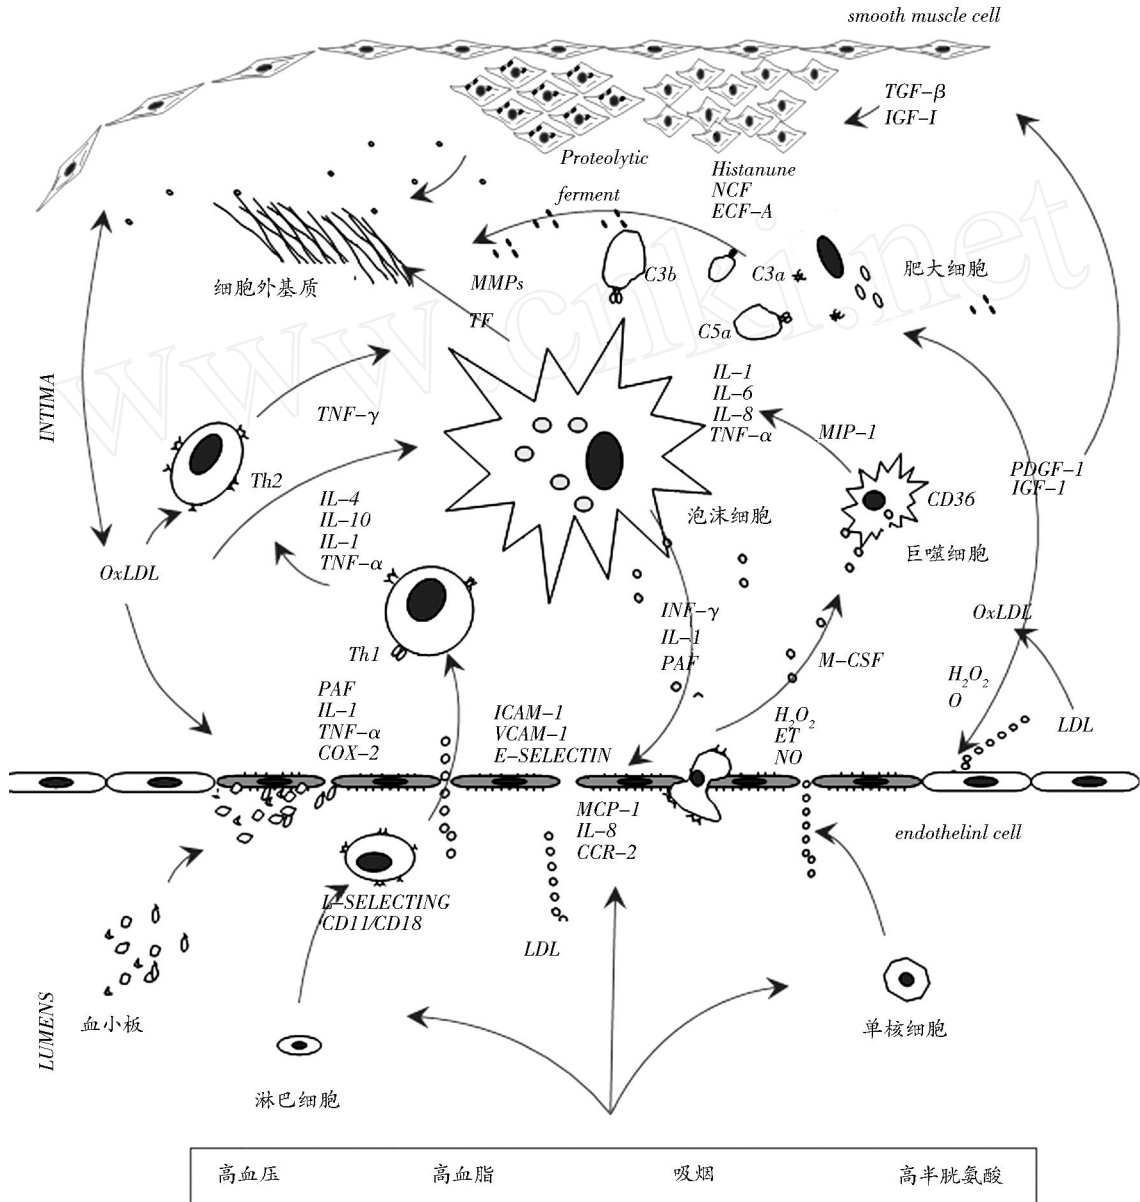 smooth muscle cell
TGF-β
IGF-I
Proteolytic
ferment
Histanune
NCF
ECF-A
www.cnki.net
细胞外基质
MMPs
TF
C3b
C3a
肥大细胞
C5a
INTIMA
TNF-γ
IL-1
IL-6
IL-8
TNF-α
MIP-1
Th2
IL-4
IL-10
IL-1
TNF-α
泡沫细胞
CD36
PDGF-1
IGF-1
巨噬细胞
OxLDL
INF-γ
IL-1
PAF
OxLDL
Th1
M-CSF
H₂O₂
O
LDL
PAF
IL-1
TNF-α
COX-2
ICAM-1
VCAM-1
E-SELECTIN
H₂O₂
ET
NO
MCP-1
IL-8
CCR-2
endothelinl cell
L-SELECTING
CD11/CD18
LDL
LUMENS
血小板
单核细胞
淋巴细胞
高血压 高血脂 吸烟 高半胱氨酸